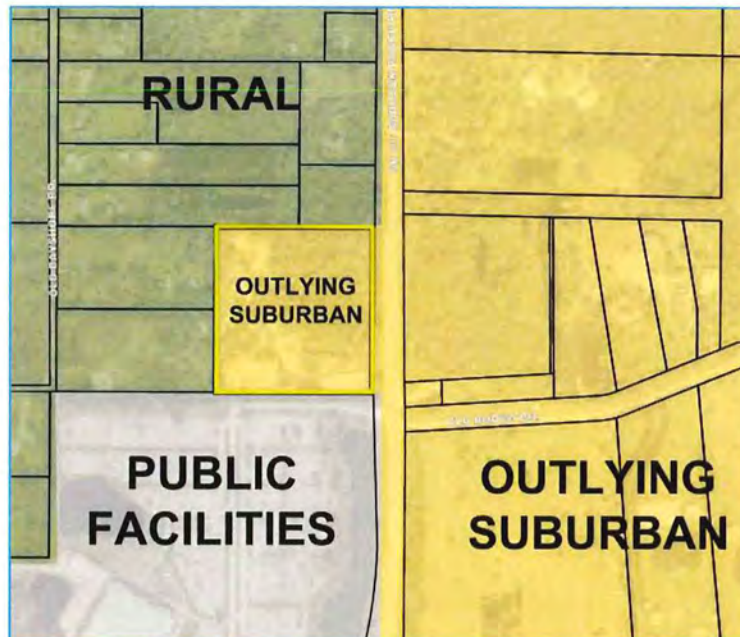 RURAL
OUTLYING
SUBURBAN
PUBLIC
FACILITIES
OUTLYING
SUBURBAN